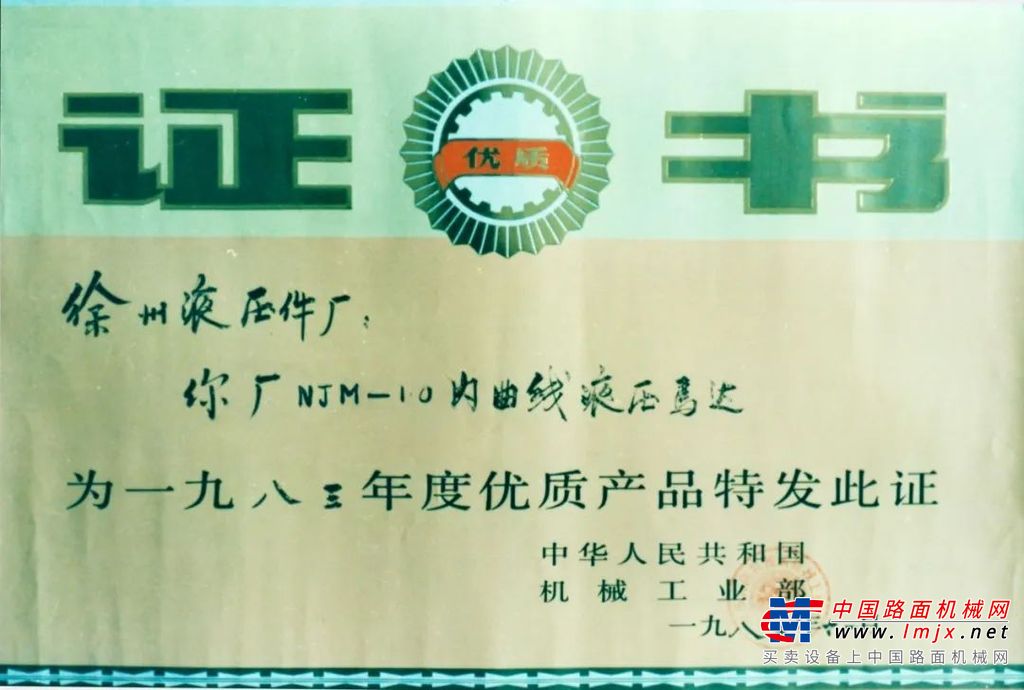 证书
优质
徐州液压件厂：
你厂NJM-10内曲线液压马达
为一九八三年度优质产品特发此证
中华人民共和国
机械工业部
一九八
中国路面机械网
www.lmjx.net
买卖设备上中国路面机械网